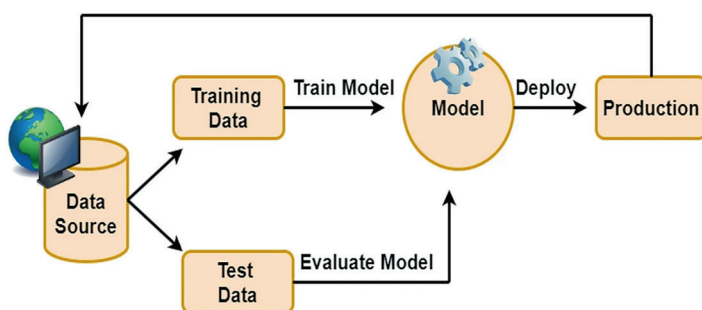 Training
Data
Train Model
Model
Deploy
Production
Data
Source
Test
Data
Evaluate Model